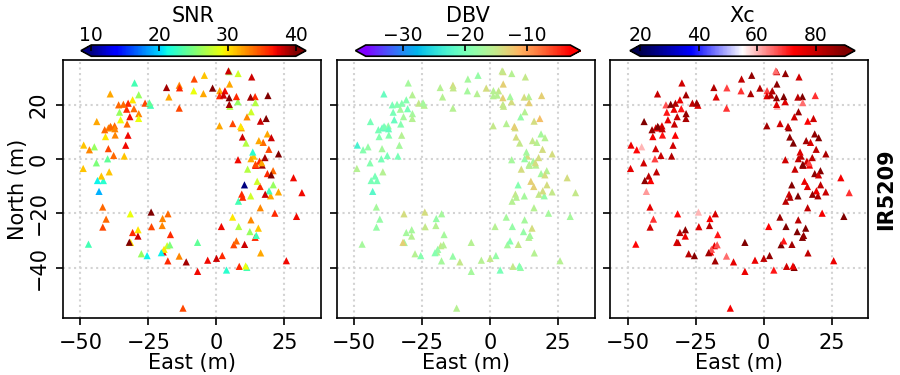 SNR DBV Xc
10 20 30 40 −30 −20 −10 20 40 60 80
20
0
−20
−40
North (m)
IR5209
−50 −25 0 25 −50 −25 0 25 −50 −25 0 25
East (m) East (m) East (m)